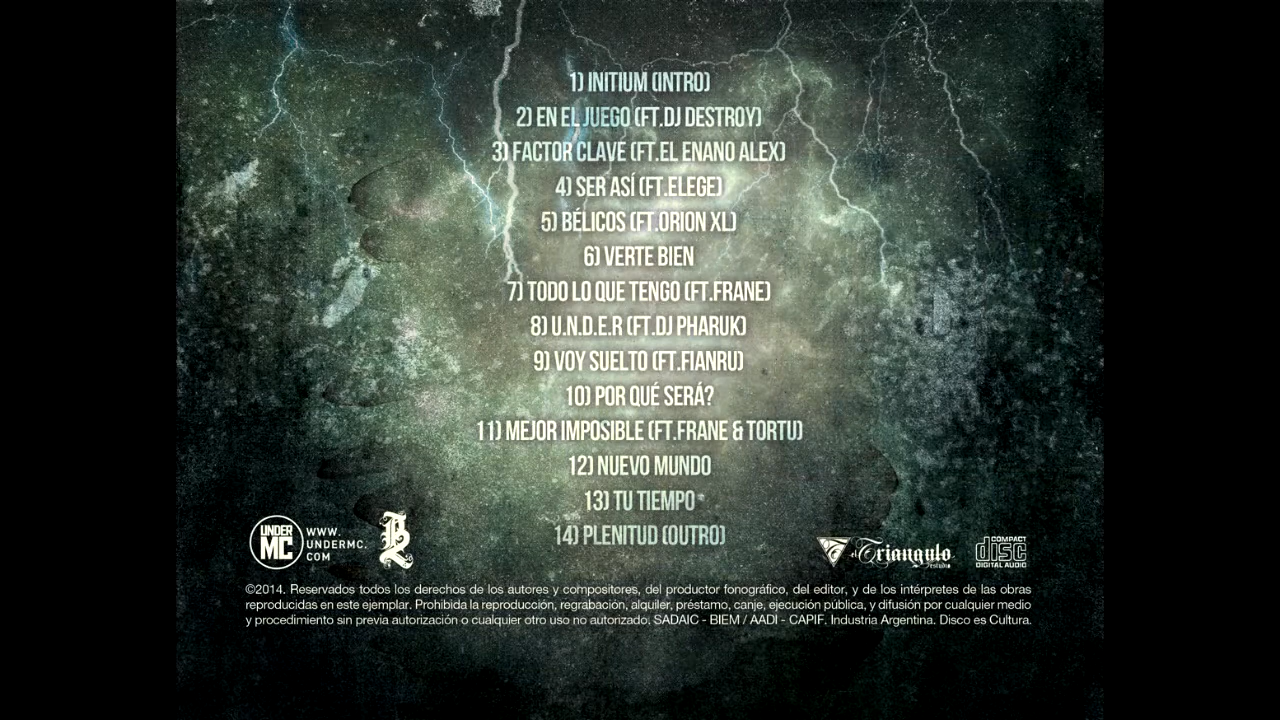 1) INITIUM (INTRO)
2) EN EL JUEGO (FT.DJ DESTROY)
3) FACTOR CLAVE (FT.EL ENANO ALEX)
4) SER ASÍ (FT.ELEGE)
5) BÉLICOS (FT.ORION XL)
6) VERTE BIEN
7) TODO LO QUE TENGO (FT.FRANE)
8) U.N.D.E.R (FT.DJ PHARUK)
9) VOY SUELTO (FT.FIANRU)
10) POR QUÉ SERÁ?
11) MEJOR IMPOSIBLE (FT.FRANE & TORTU)
12) NUEVO MUNDO
13) TU TIEMPO
14) PLENITUD (OUTRO)
UNDER
MC
WWW.
UNDERMC.
COM
el Triangulo
estudio
COMPACT
disc
DIGITAL AUDIO
©2014. Reservados todos los derechos de los autores y compositores, del productor fonográfico, del editor, y de los intérpretes de las obras
reproducidas en este ejemplar. Prohibida la reproducción, regrabación, alquiler, préstamo, canje, ejecución pública, y difusión por cualquier medio
y procedimiento sin previa autorización o cualquier otro uso no autorizado. SADAIC - BIEM / AADI - CAPIF. Industria Argentina. Disco es Cultura.